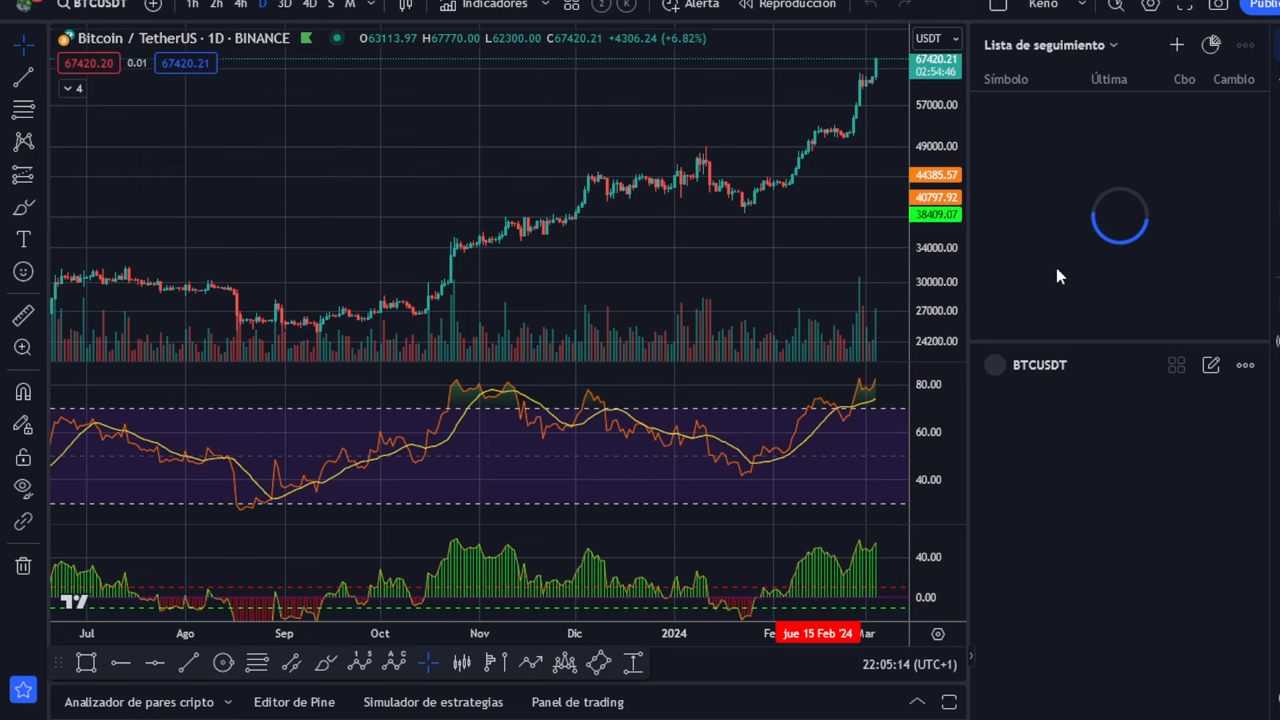 BTCUSDT 1h 2h 4h D 3D 4D S M Indicadores 2 K Alerta Reproducción Keno
Bitcoin / TetherUS · 1D · BINANCE O63113.97 H67770.00 L62300.00 C67420.21 +4306.24 (+6.82%)
67420.20 0.01 67420.21
4
USDT
67420.21
02:54:46
57000.00
49000.00
44385.57
40797.92
38409.07
34000.00
30000.00
27000.00
24200.00
80.00
60.00
40.00
40.00
0.00
Jul Ago Sep Oct Nov Dic 2024 jue 15 Feb '24
22:05:14 (UTC+1)
Analizador de pares cripto Editor de Pine Simulador de estrategias Panel de trading
Lista de seguimiento
Símbolo Última Cbo Cambio
BTCUSDT